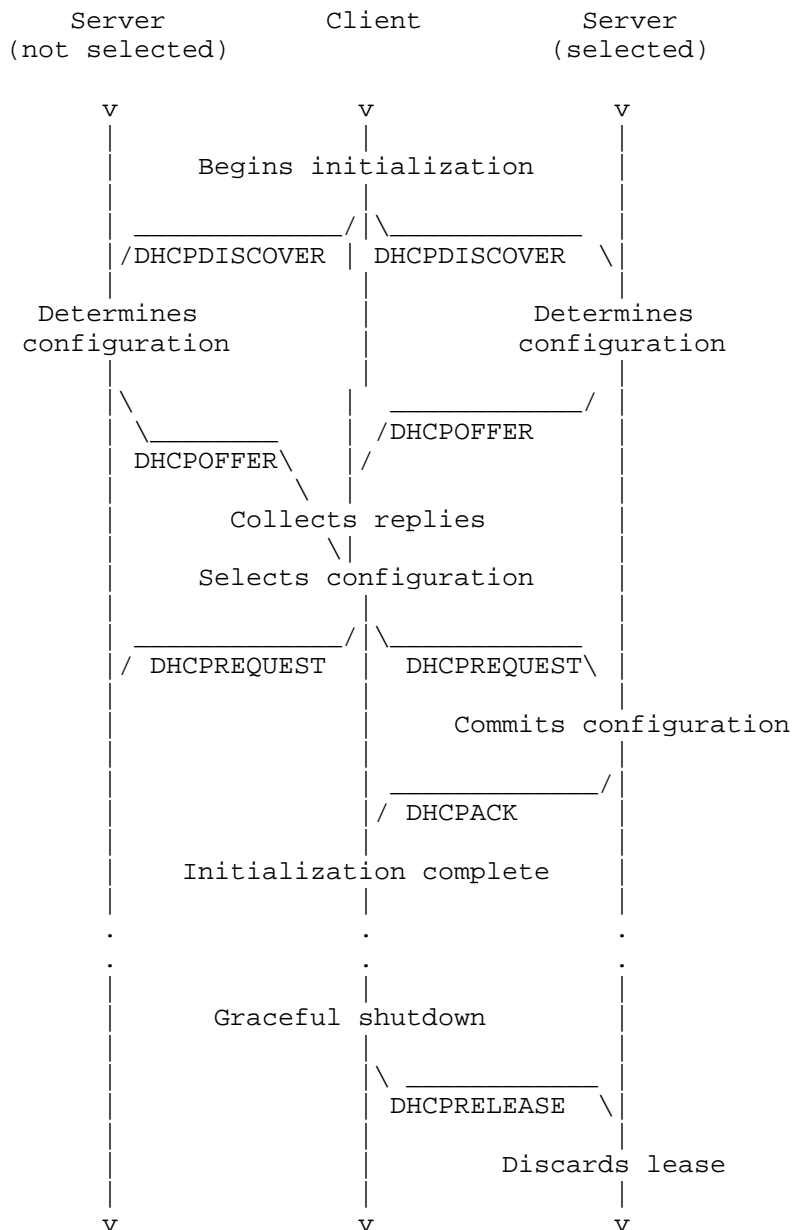 Server Client Server
(not selected) (selected)
v v v
Begins initialization
DHCPDISCOVER DHCPDISCOVER
Determines Determines
configuration configuration
DHCPOFFER
DHCPOFFER
Collects replies
Selects configuration
DHCPREQUEST DHCPREQUEST
Commits configuration
DHCPACK
Initialization complete
. . .
. . .
Graceful shutdown
DHCPRELEASE
Discards lease
v v v